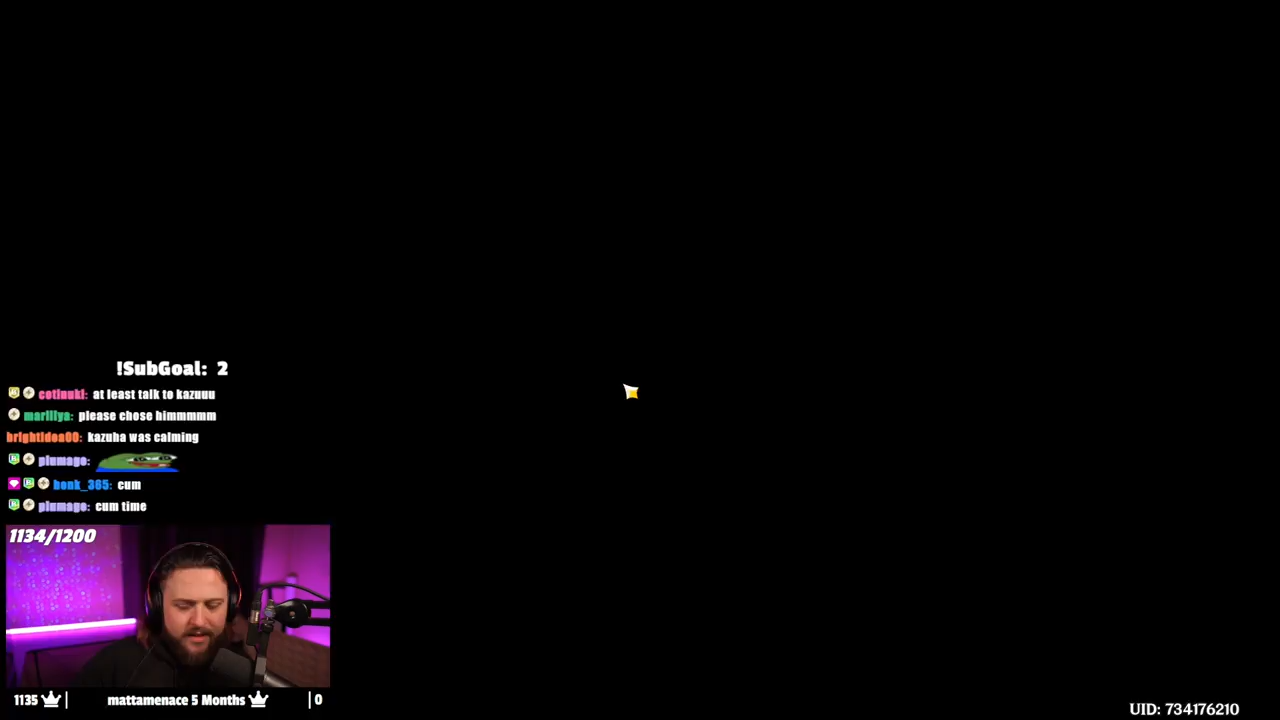 !SubGoal: 2
cotinuki: at least talk to kazuuu
marillya: please chose himmmmm
brightidea00: kazuha was calming
plumage:
honk_365: cum
plumage: cum time
1134/1200
1135 | mattamenace 5 Months | 0
UID: 734176210